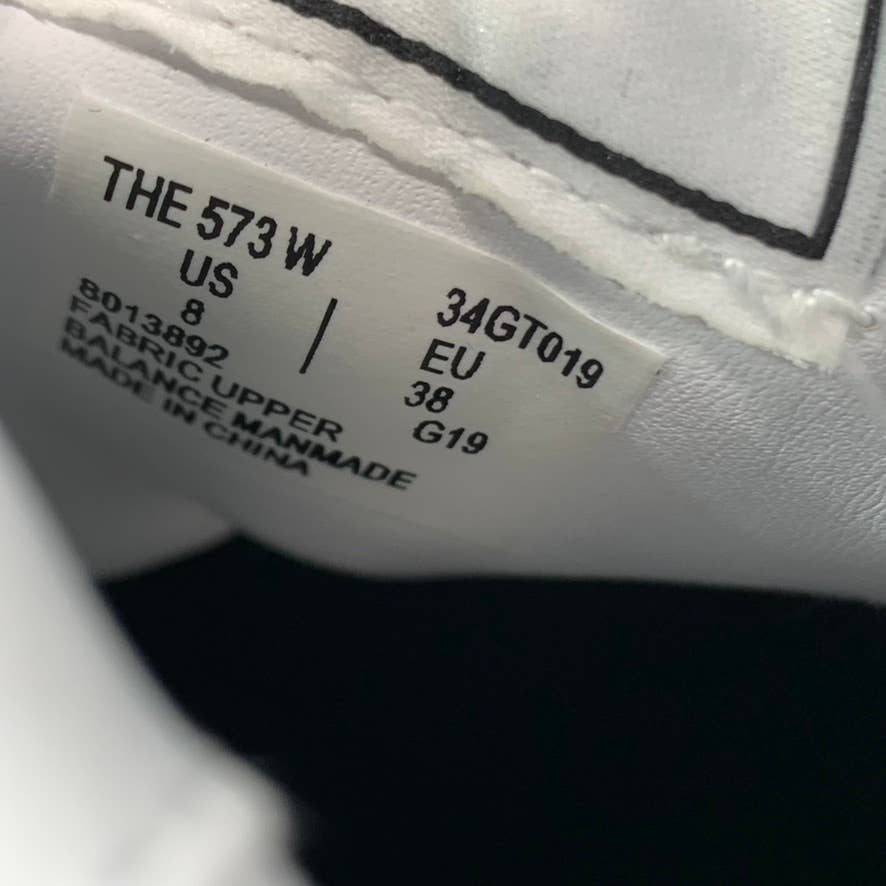 THE 573 W 34GT019
US | EU
8 38
8013892 G19
FABRIC UPPER
BALANCE MANMADE
MADE IN CHINA